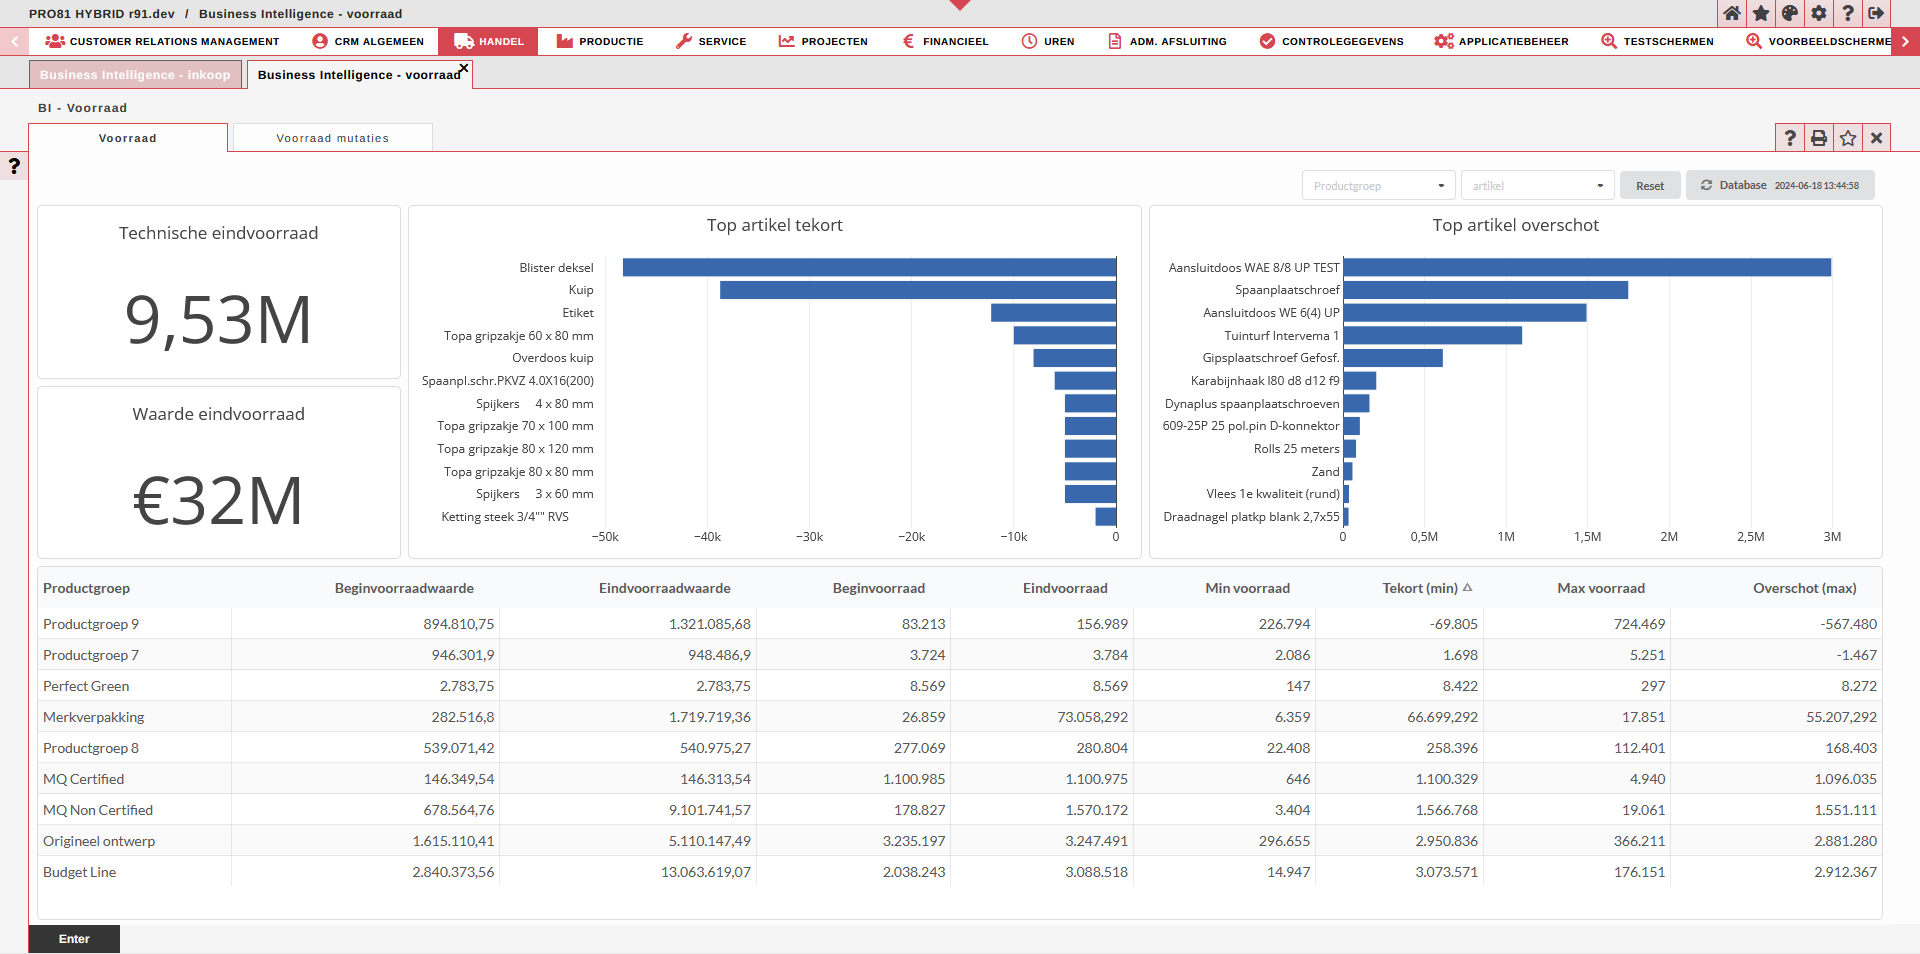 PRO81 HYBRID r91.dev / Business Intelligence - voorraad
CUSTOMER RELATIONS MANAGEMENT CRM ALGEMEEN HANDEL PRODUCTIE SERVICE PROJECTEN FINANCIEEL UREN ADM. AFSLUITING CONTROLEGEGEVENS APPLICATIEBEHEER TESTSCHERMEN VOORBEELDSCHERME
Business Intelligence - inkoop Business Intelligence - voorraad
BI - Voorraad
Voorraad Voorraad mutaties
Productgroep artikel Reset Database 2024-06-18 13:44:58
Technische eindvoorraad
9,53M
Waarde eindvoorraad
€32M
Top artikel tekort
Blister deksel
Kuip
Etiket
Topa gripzakje 60 x 80 mm
Overdoos kuip
Spaanpl.schr.PKVZ 4.0X16(200)
Spijkers 4 x 80 mm
Topa gripzakje 70 x 100 mm
Topa gripzakje 80 x 120 mm
Topa gripzakje 80 x 80 mm
Spijkers 3 x 60 mm
Ketting steek 3/4"" RVS
−50k −40k −30k −20k −10k 0
Top artikel overschot
Aansluitdoos WAE 8/8 UP TEST
Spaanplaatschroef
Aansluitdoos WE 6(4) UP
Tuinturf Intervema 1
Gipsplaatschroef Gefosf.
Karabijnhaak l80 d8 d12 f9
Dynaplus spaanplaatschroeven
609-25P 25 pol.pin D-konnektor
Rolls 25 meters
Zand
Vlees 1e kwaliteit (rund)
Draadnagel platkp blank 2,7x55
0 0,5M 1M 1,5M 2M 2,5M 3M
Productgroep Beginvoorraadwaarde Eindvoorraadwaarde Beginvoorraad Eindvoorraad Min voorraad Tekort (min) Max voorraad Overschot (max)
Productgroep 9 894.810,75 1.321.085,68 83.213 156.989 226.794 -69.805 724.469 -567.480
Productgroep 7 946.301,9 948.486,9 3.724 3.784 2.086 1.698 5.251 -1.467
Perfect Green 2.783,75 2.783,75 8.569 8.569 147 8.422 297 8.272
Merkverpakking 282.516,8 1.719.719,36 26.859 73.058,292 6.359 66.699,292 17.851 55.207,292
Productgroep 8 539.071,42 540.975,27 277.069 280.804 22.408 258.396 112.401 168.403
MQ Certified 146.349,54 146.313,54 1.100.985 1.100.975 646 1.100.329 4.940 1.096.035
MQ Non Certified 678.564,76 9.101.741,57 178.827 1.570.172 3.404 1.566.768 19.061 1.551.111
Origineel ontwerp 1.615.110,41 5.110.147,49 3.235.197 3.247.491 296.655 2.950.836 366.211 2.881.280
Budget Line 2.840.373,56 13.063.619,07 2.038.243 3.088.518 14.947 3.073.571 176.151 2.912.367
Enter